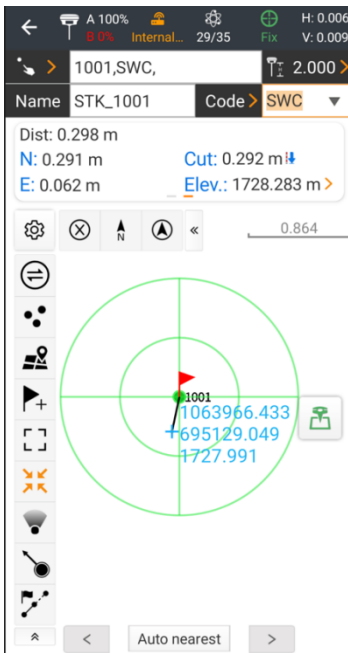 A 100% H: 0.006
B 0% Internal... 29/35 Fix V: 0.009
1001,SWC, 2.000
Name STK_1001 Code SWC
Dist: 0.298 m
N: 0.291 m Cut: 0.292 m
E: 0.062 m Elev.: 1728.283 m
N 0.864
1001
1063966.433
695129.049
1727.991
Auto nearest